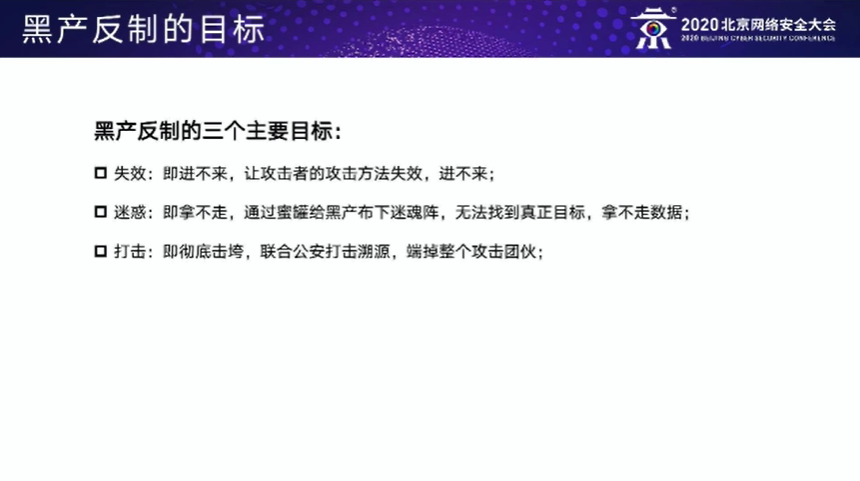 黑产反制的目标
2020 北京网络安全大会
2020 BEIJING CYBER SECURITY CONFERENCE
黑产反制的三个主要目标：
失效：即进不来，让攻击者的攻击方法失效，进不来；
迷惑：即拿不走，通过蜜罐给黑产布下迷魂阵，无法找到真正目标，拿不走数据；
打击：即彻底击垮，联合公安打击溯源，端掉整个攻击团伙；